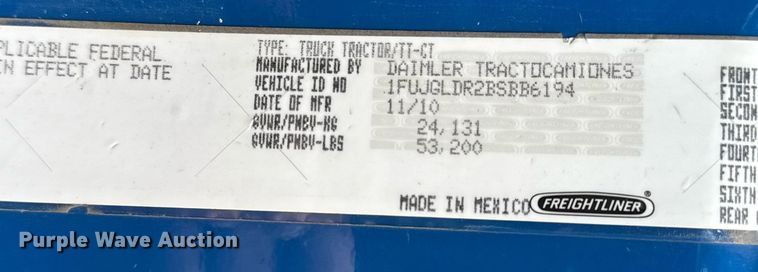 PLICABLE FEDERAL
N EFFECT AT DATE
TYPE: TRUCK TRACTOR/TT-CT
MANUFACTURED BY DAIMLER TRACTOCAMIONES
VEHICLE ID NO 1FUJGLDR2BSBB6194
DATE OF MFR 11/10
GVWR/PNBV-KG 24,131
GVWR/PNBV-LBS 53,200
MADE IN MEXICO FREIGHTLINER®
FRONT
FIRST
SECON
THIRD
FOURT
FIFTH
SIXTH
REAR
Purple Wave Auction